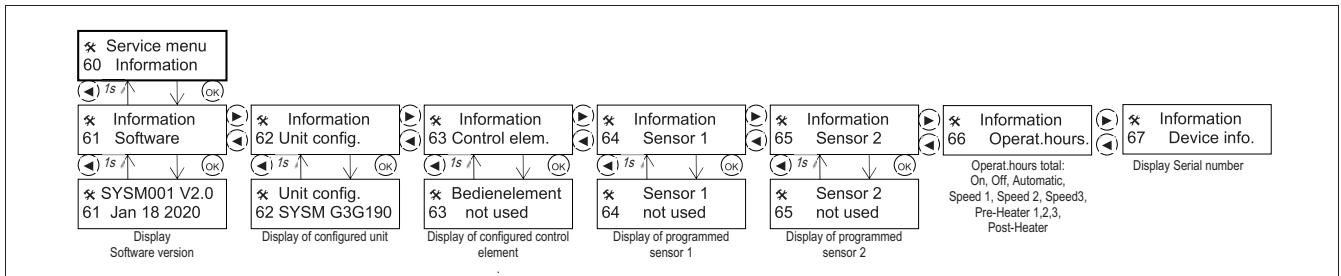 Service menu
60 Information
1s OK
Information
61 Software
Information
62 Unit config.
Information
63 Control elem.
Information
64 Sensor 1
Information
65 Sensor 2
Information
66 Operat.hours.
Information
67 Device info.
1s OK
1s OK
1s OK
1s OK
1s OK
SYSM001 V2.0
61 Jan 18 2020
Unit config.
62 SYSM G3G190
Bedienelement
63 not used
Sensor 1
64 not used
Sensor 2
65 not used
Operat.hours total:
On, Off, Automatic,
Speed 1, Speed 2, Speed3,
Pre-Heater 1,2,3,
Post-Heater
Display Serial number
Display
Software version
Display of configured unit
Display of configured control
element
Display of programmed
sensor 1
Display of programmed
sensor 2